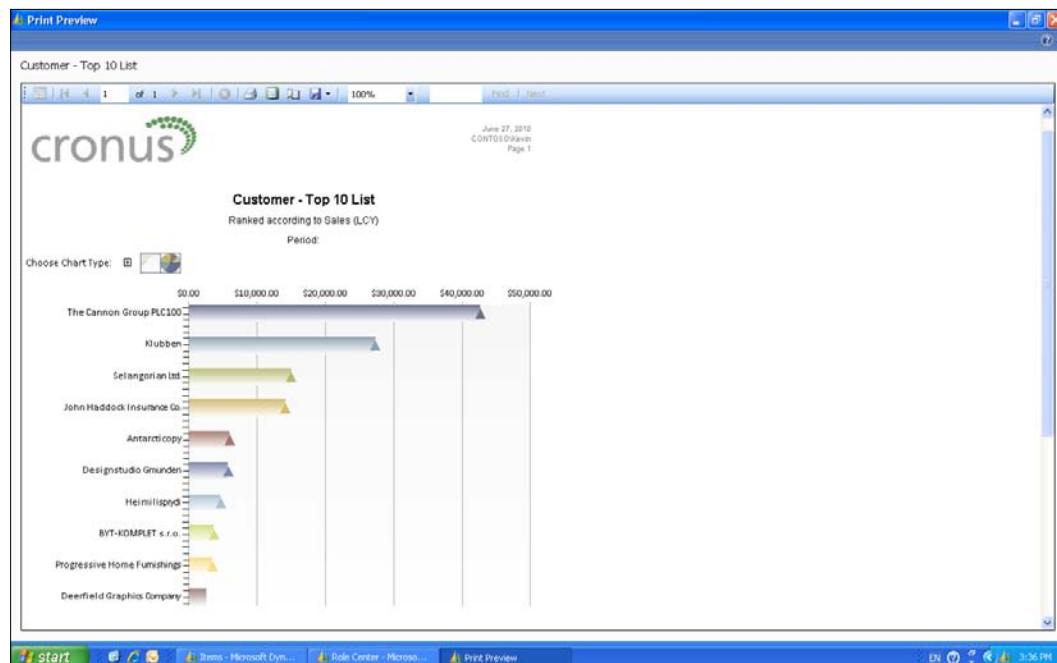 Print Preview
Customer - Top 10 List
1 of 1 100% Find | Next
cronus
June 27, 2010
Page 1
Customer - Top 10 List
Ranked according to Sales (LCY)
Period:
Choose Chart Type:
$0.00 $10,000.00 $20,000.00 $30,000.00 $40,000.00 $50,000.00
The Cannon Group PLC100
Klubben
Selangorian Ltd.
John Haddock Insurance Co.
Antarcticopy
Designstudio Gmunden
Heimilisprydi
BYT-KOMPLET s.r.o.
Progressive Home Furnishings
Deerfield Graphics Company
start Items - Microsoft Dyn... Role Center - Microso... Print Preview EN 3:36 PM